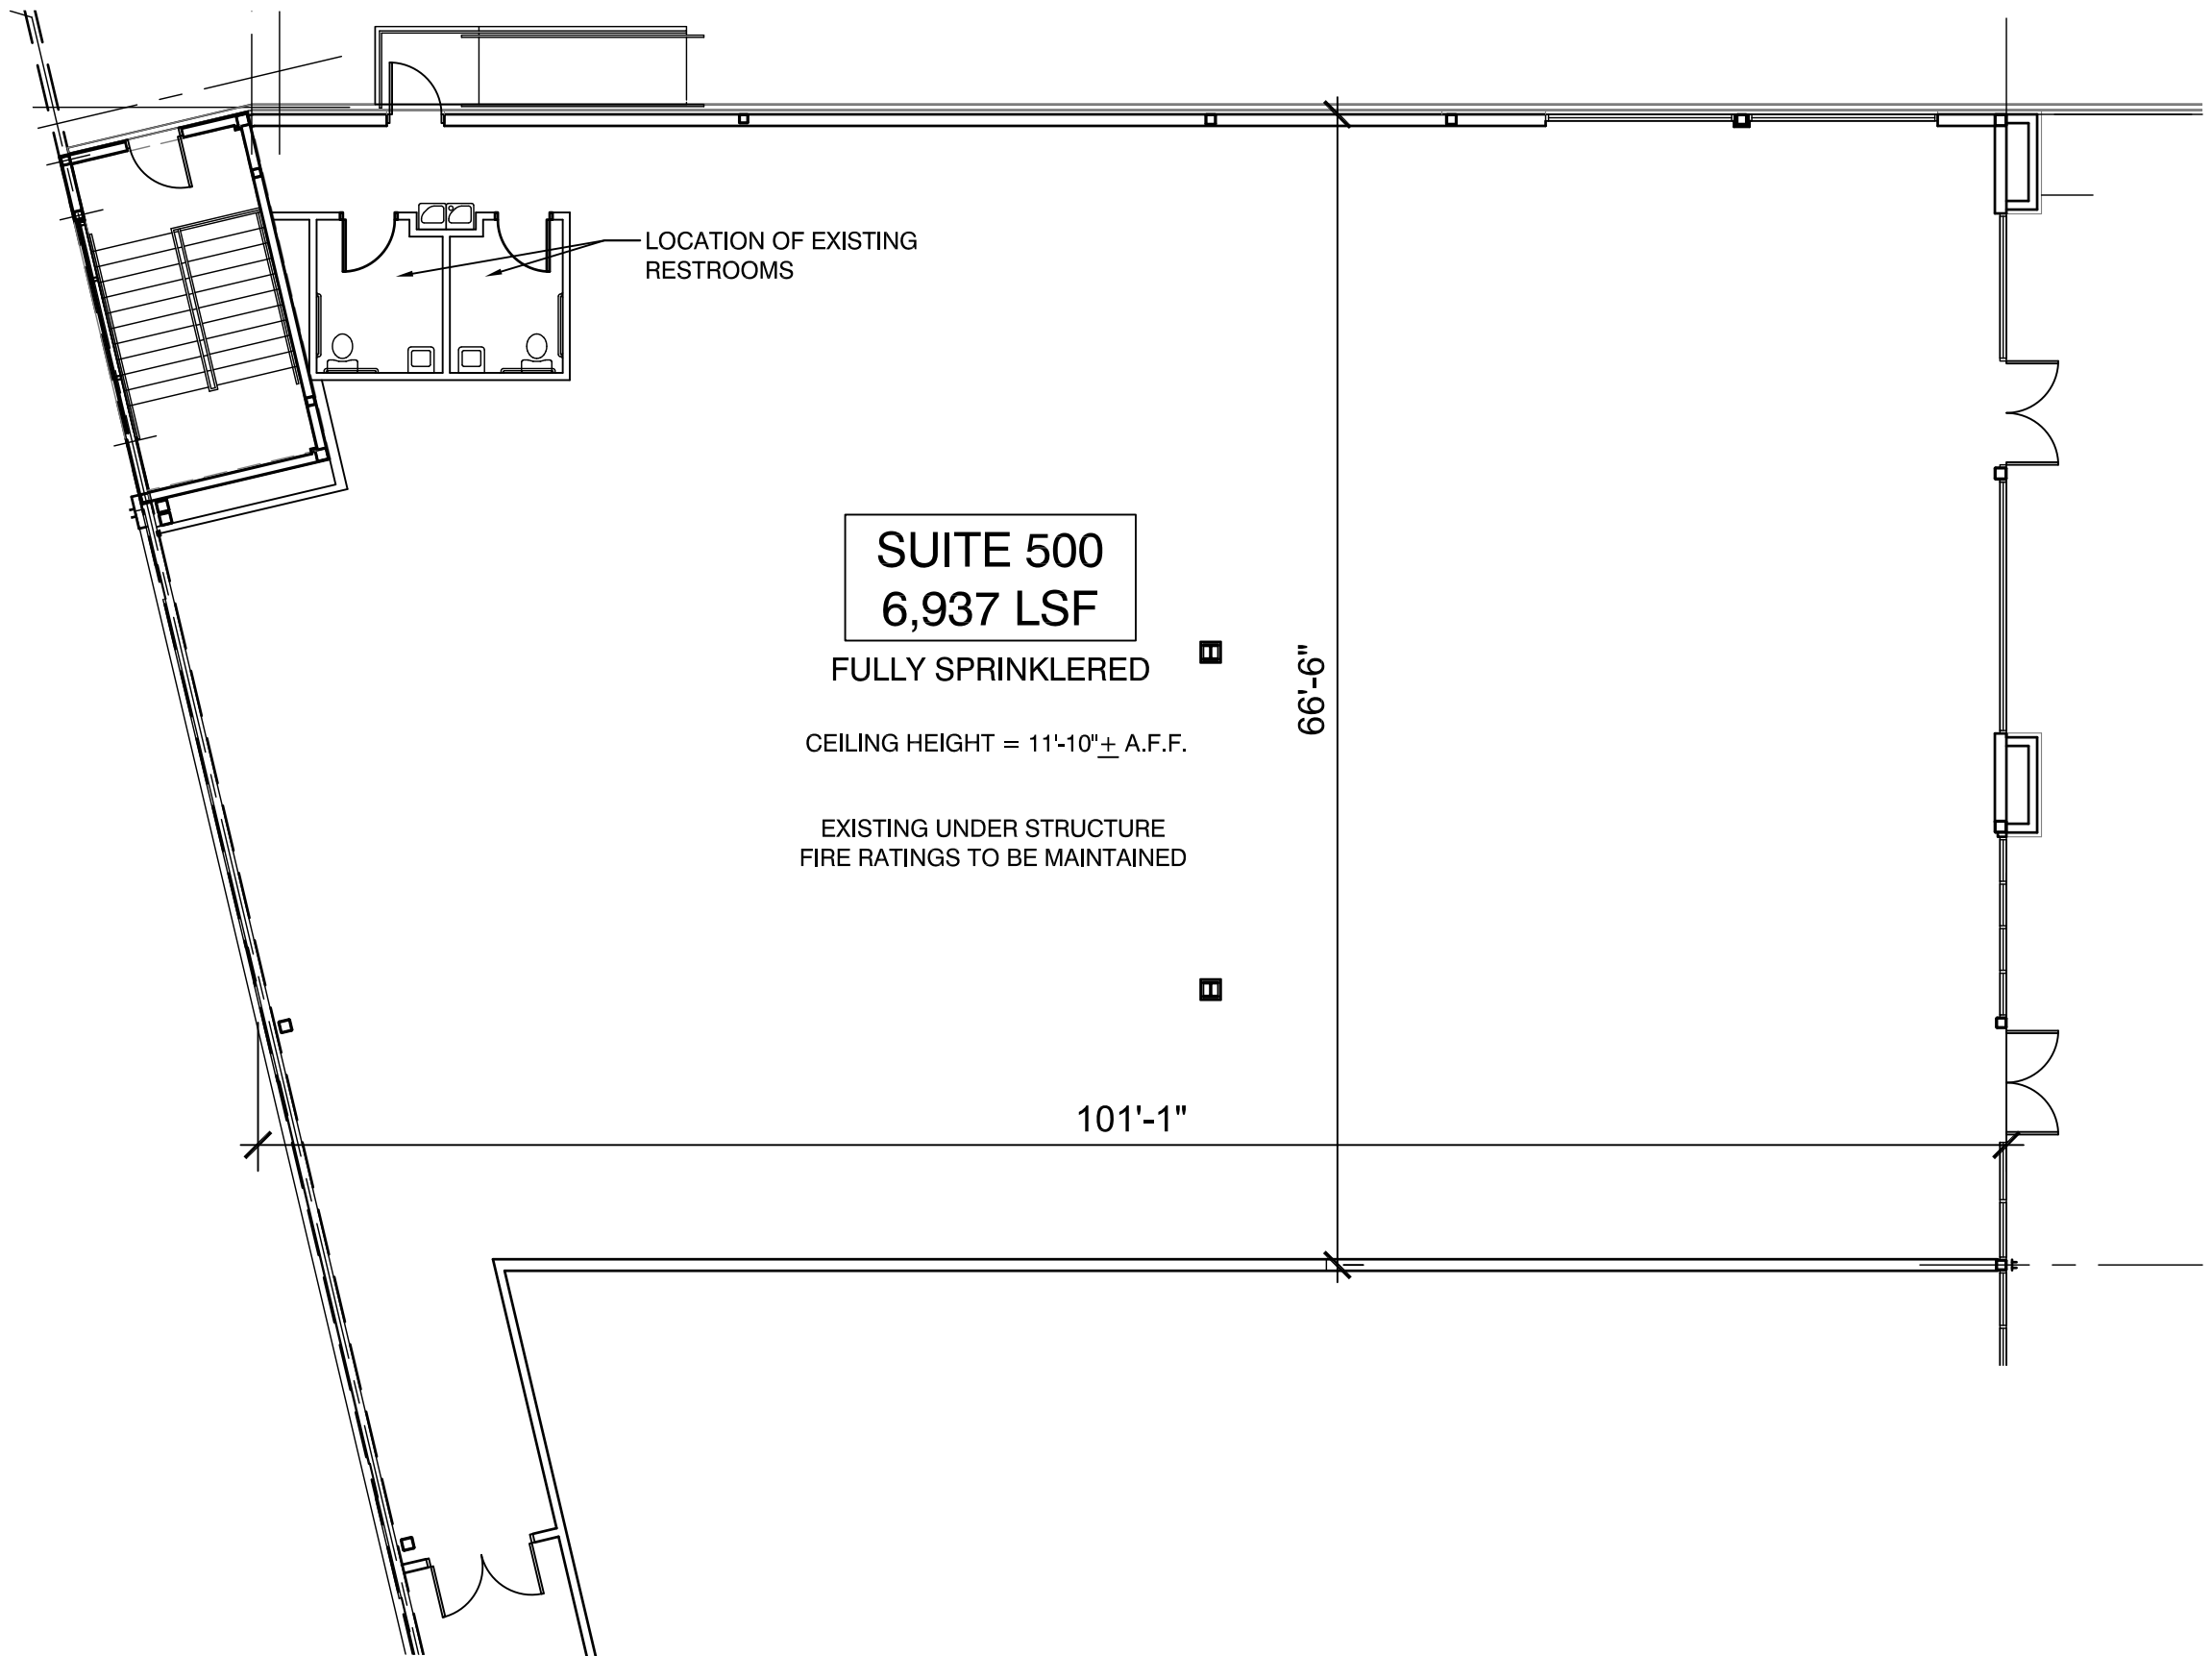 LOCATION OF EXISTING
RESTROOMS
SUITE 500
6,937 LSF
FULLY SPRINKLERED
66'-6"
CEILING HEIGHT = 11'-10"± A.F.F.
EXISTING UNDER STRUCTURE
FIRE RATINGS TO BE MAINTAINED
101'-1"